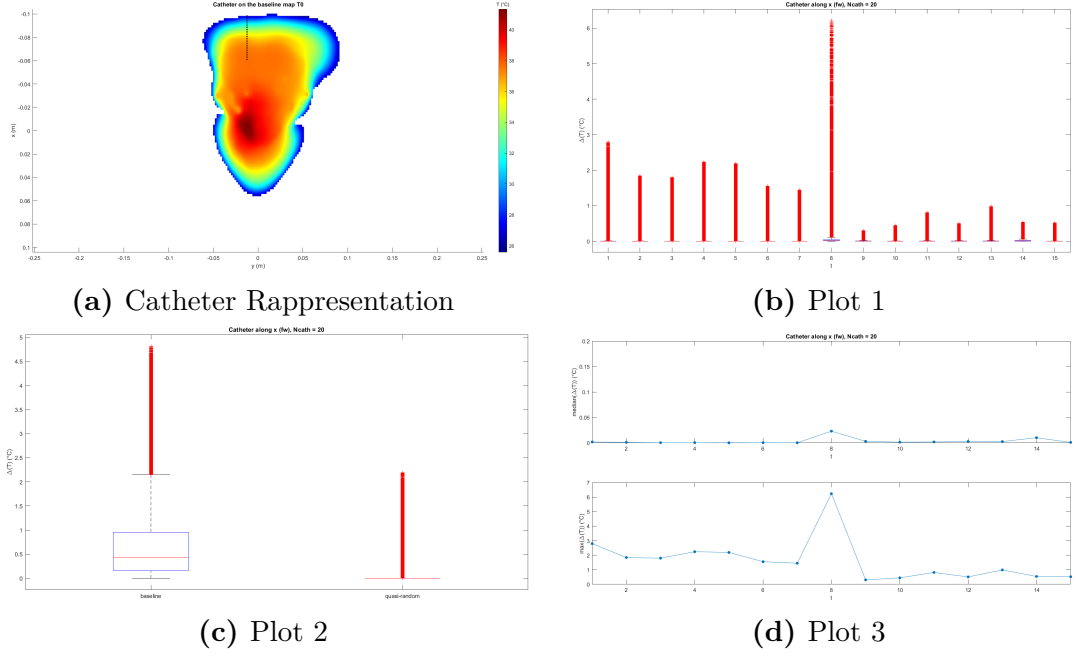 Catheter on the baseline map T0
T (°C)
-0.1
-0.08
-0.06
-0.04
-0.02
0
0.02
0.04
0.06
0.08
0.1
x (m)
-0.25 -0.2 -0.15 -0.1 -0.05 0 0.05 0.1 0.15 0.2 0.25
y (m)
40
38
36
34
32
30
28
26
(a) Catheter Rappresentation
Catheter along x (fw), Ncath = 20
6
5
4
3
2
1
0
Δ(T) (°C)
1 2 3 4 5 6 7 8 9 10 11 12 13 14 15
t
(b) Plot 1
Catheter along x (fw), Ncath = 20
5
4.5
4
3.5
3
2.5
2
1.5
1
0.5
0
Δ(T) (°C)
baseline quasi-random
(c) Plot 2
Catheter along x (fw), Ncath = 20
0.2
0.15
0.1
0.05
0
median(Δ(T)) (°C)
2 4 6 8 10 12 14
t
7
6
5
4
3
2
1
0
max(Δ(T)) (°C)
2 4 6 8 10 12 14
t
(d) Plot 3